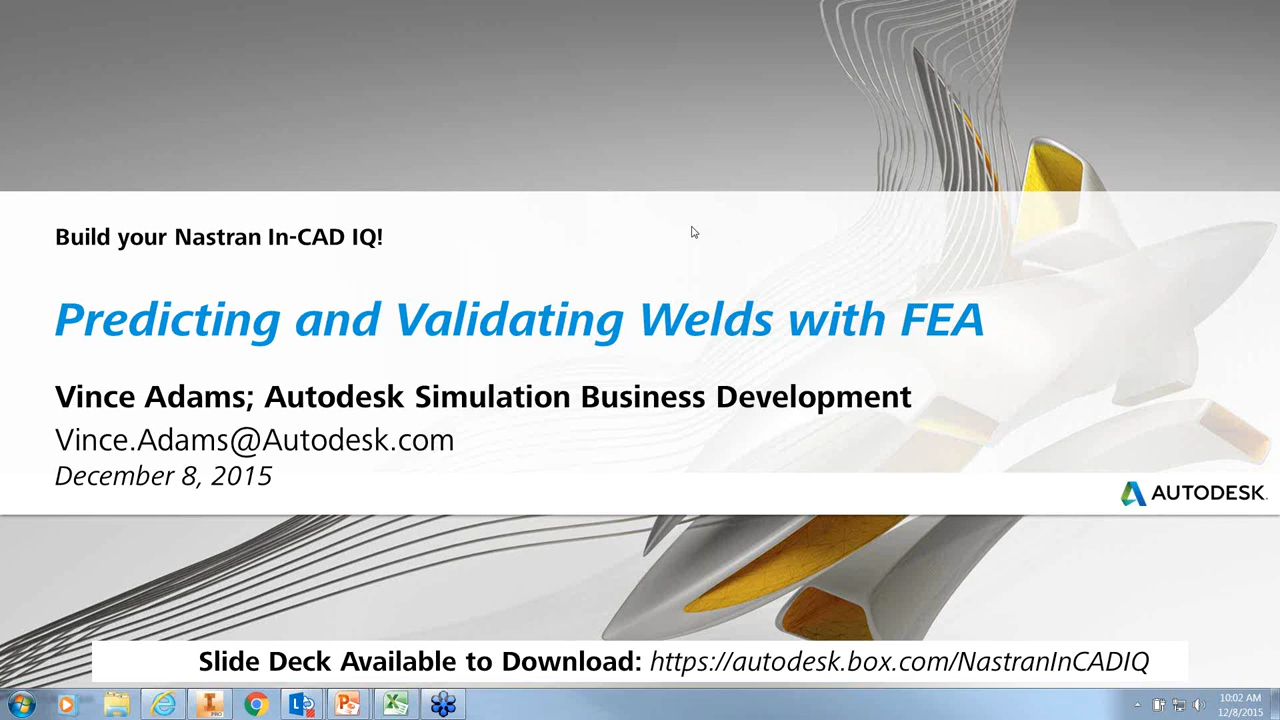 Build your Nastran In-CAD IQ!
Predicting and Validating Welds with FEA
Vince Adams; Autodesk Simulation Business Development
Vince.Adams@Autodesk.com
December 8, 2015
AUTODESK.
Slide Deck Available to Download: https://autodesk.box.com/NastranInCADIQ
10:02 AM
12/8/2015